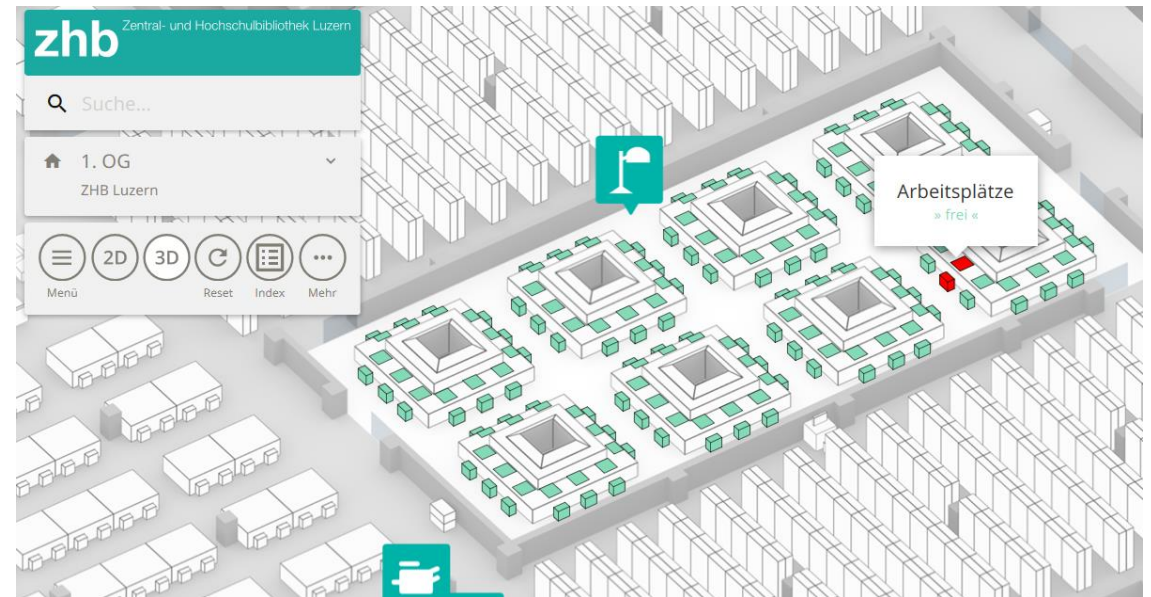 zhb Zentral- und Hochschulbibliothek Luzern
Suche...
1. OG
ZHB Luzern
2D 3D
Menü Reset Index Mehr
Arbeitsplätze
» frei «